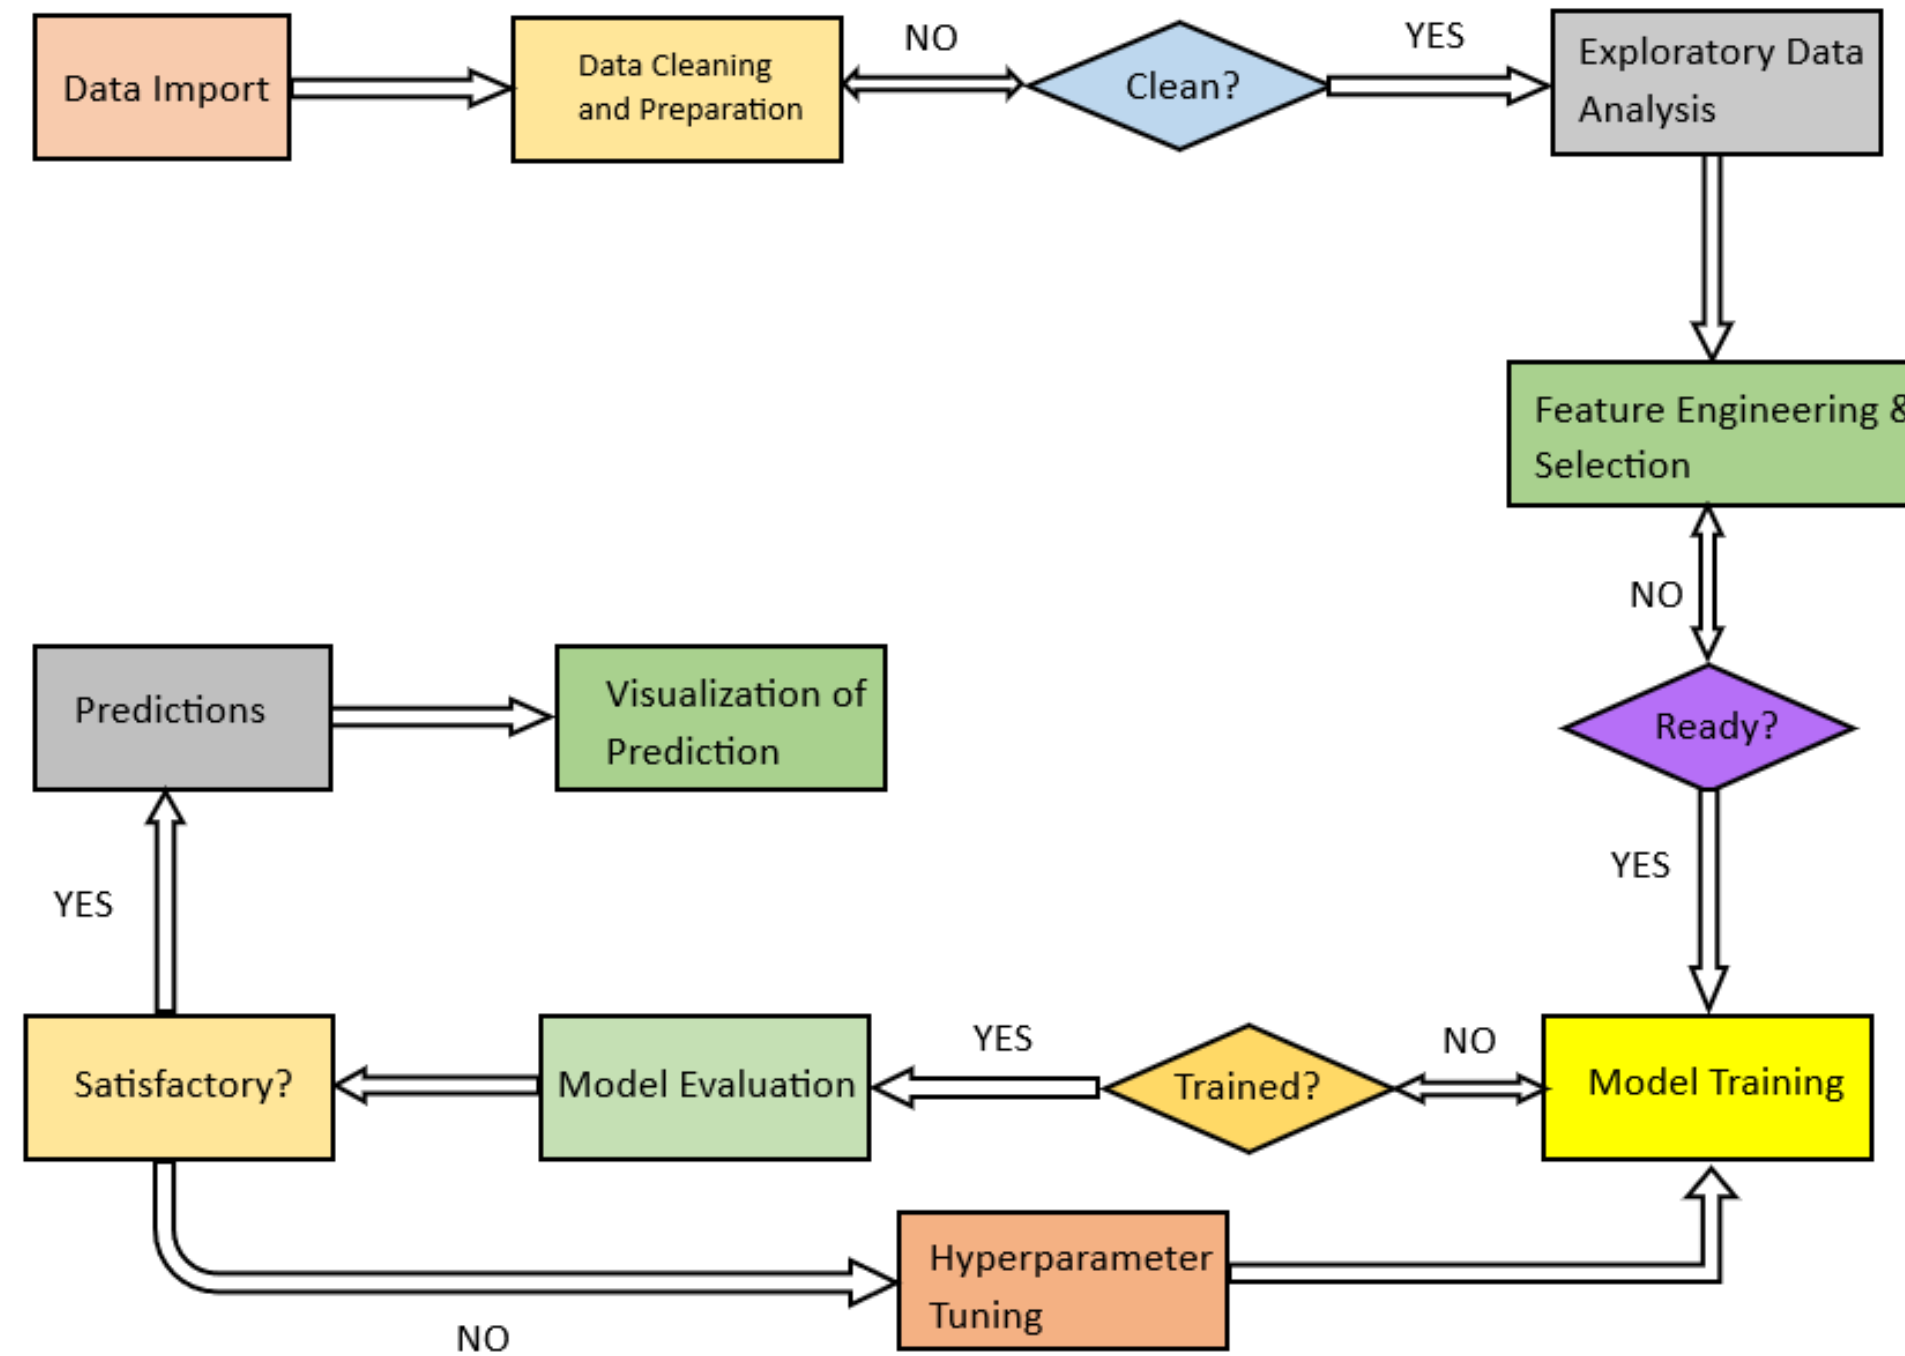 Data Import
Data Cleaning
and Preparation
NO
Clean?
YES
Exploratory Data
Analysis
Feature Engineering &
Selection
NO
Ready?
YES
Predictions
Visualization of
Prediction
YES
Satisfactory?
Model Evaluation
YES
Trained?
NO
Model Training
Hyperparameter
Tuning
NO